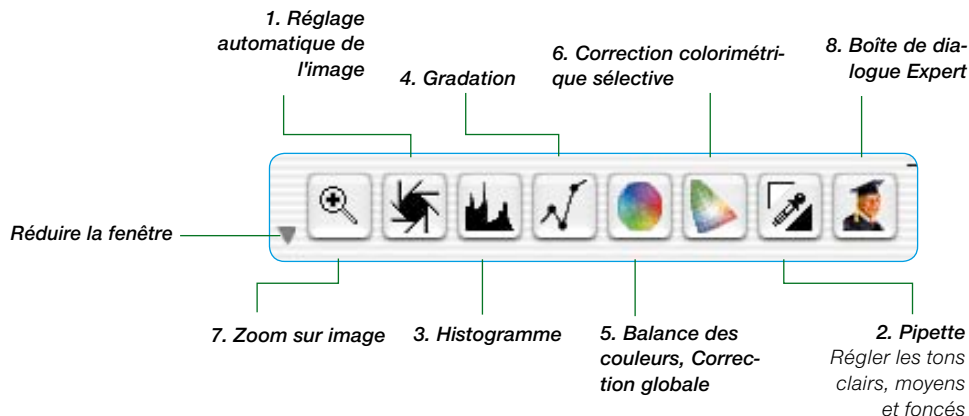 1. Réglage
automatique de
l'image
4. Gradation
6. Correction colorimétri-
que sélective
8. Boîte de dia-
logue Expert
Réduire la fenêtre
7. Zoom sur image
3. Histogramme
5. Balance des
couleurs, Correc-
tion globale
2. Pipette
Régler les tons
clairs, moyens
et foncés